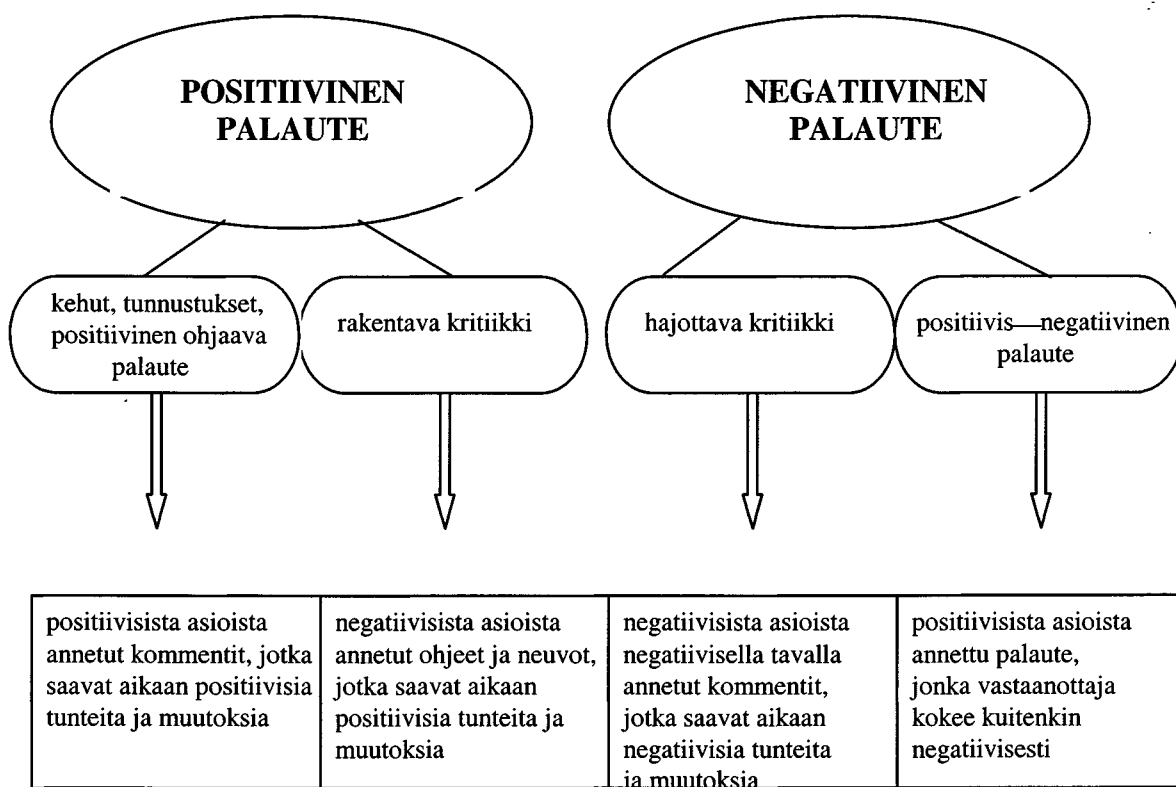 POSITIIVINEN
PALAUTE
NEGATIIVINEN
PALAUTE
kehut, tunnustukset,
positiivinen ohjaava
palaute
rakentava kritiikki
hajottava kritiikki
positiivis—negatiivinen
palaute
positiivisista asioista
annetut kommentit, jotka
saavat aikaan positiivisia
tunteita ja muutoksia
negatiivisista asioista
annetut ohjeet ja neuvot,
jotka saavat aikaan
positiivisia tunteita ja
muutoksia
negatiivisista asioista
negatiivisella tavalla
annetut kommentit,
jotka saavat aikaan
negatiivisia tunteita
ja muutoksia
positiivisista asioista
annettu palaute,
jonka vastaanottaja
kokee kuitenkin
negatiivisesti